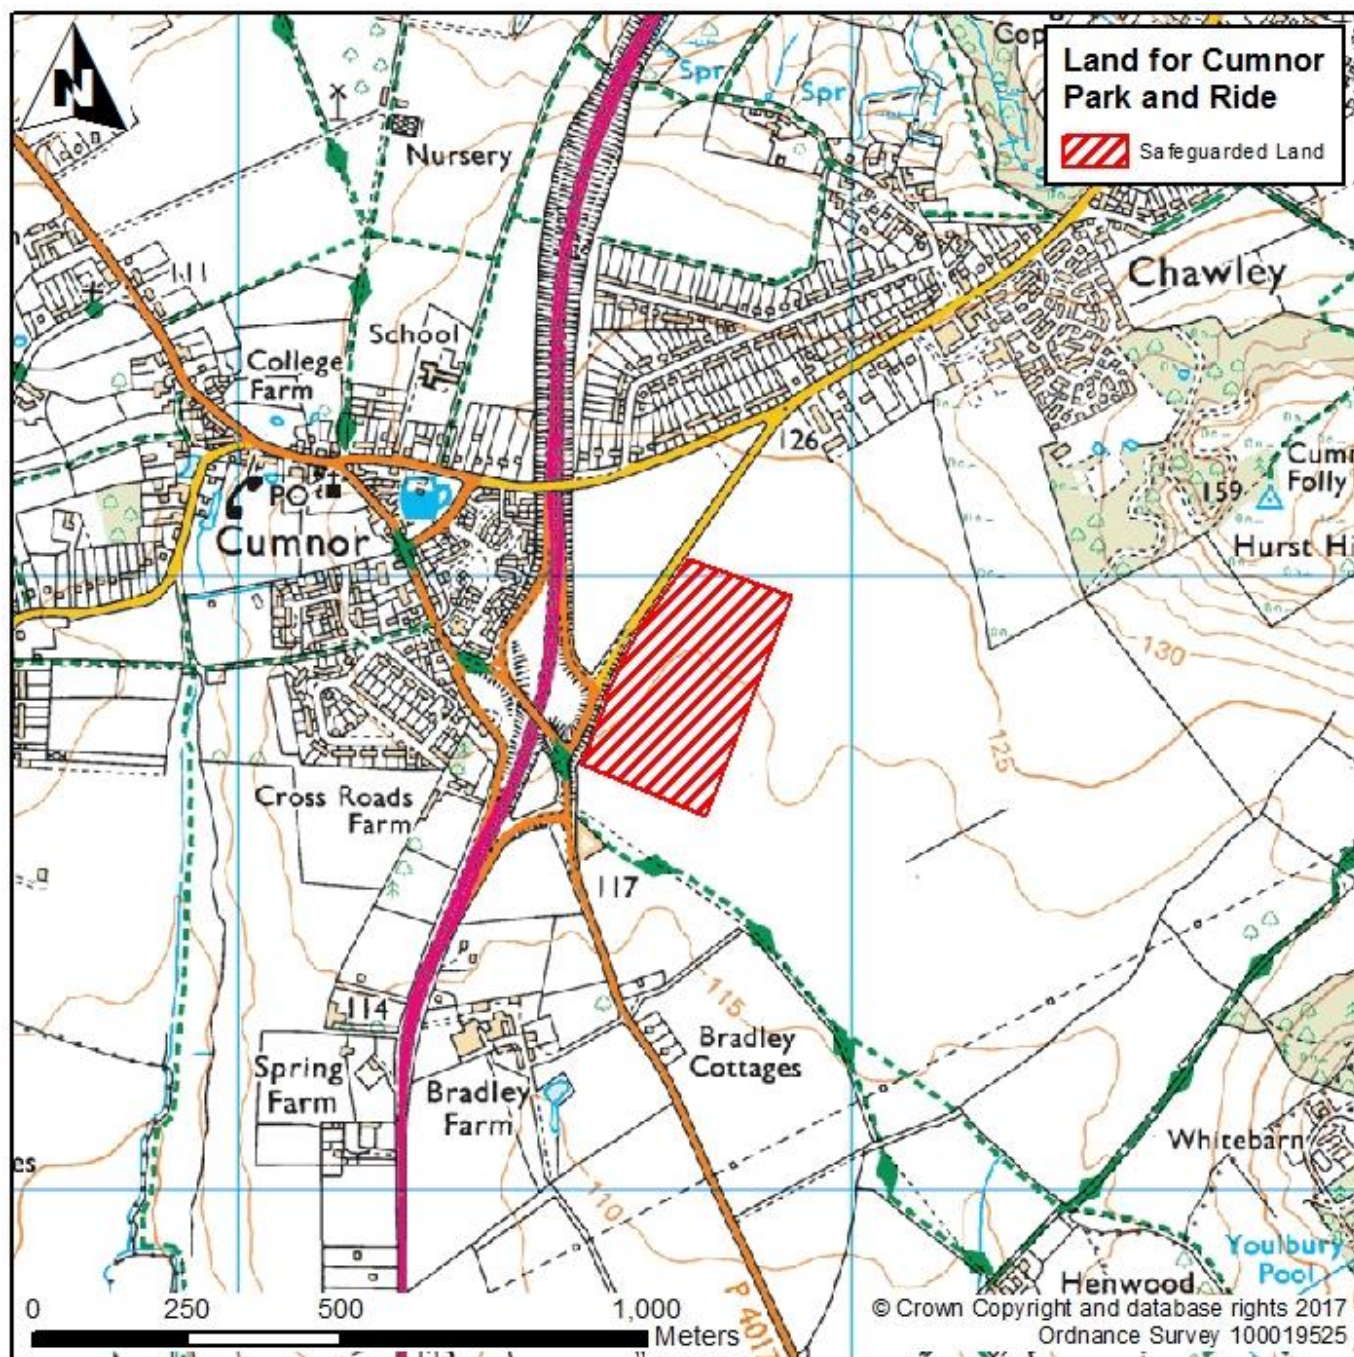 N
Spr
Spr
Land for Cumnor
Park and Ride
Safeguarded Land
Nursery
Chawley
111
School
College
Farm
126
159
Folly
PO
Cumnor
130
125
Cross Roads
Farm
117
114
115
Bradley
Cottages
Spring
Farm
Bradley
Farm
Whitebarn
110
Youlbury
Pool
Henwood
0 250 500 1,000
Meters
© Crown Copyright and database rights 2017
Ordnance Survey 100019525